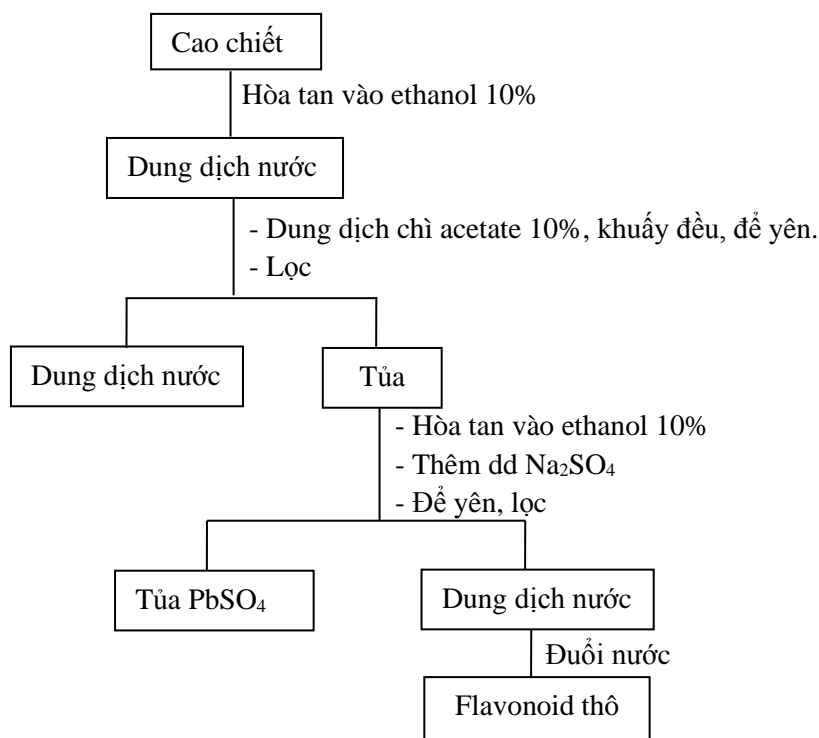 Cao chiết
Hòa tan vào ethanol 10%
Dung dịch nước
- Dung dịch chì acetate 10%, khuấy đều, để yên.
- Lọc
Dung dịch nước
Tủa
- Hòa tan vào ethanol 10%
- Thêm dd Na₂SO₄
- Để yên, lọc
Tủa PbSO₄
Dung dịch nước
Đuổi nước
Flavonoid thô